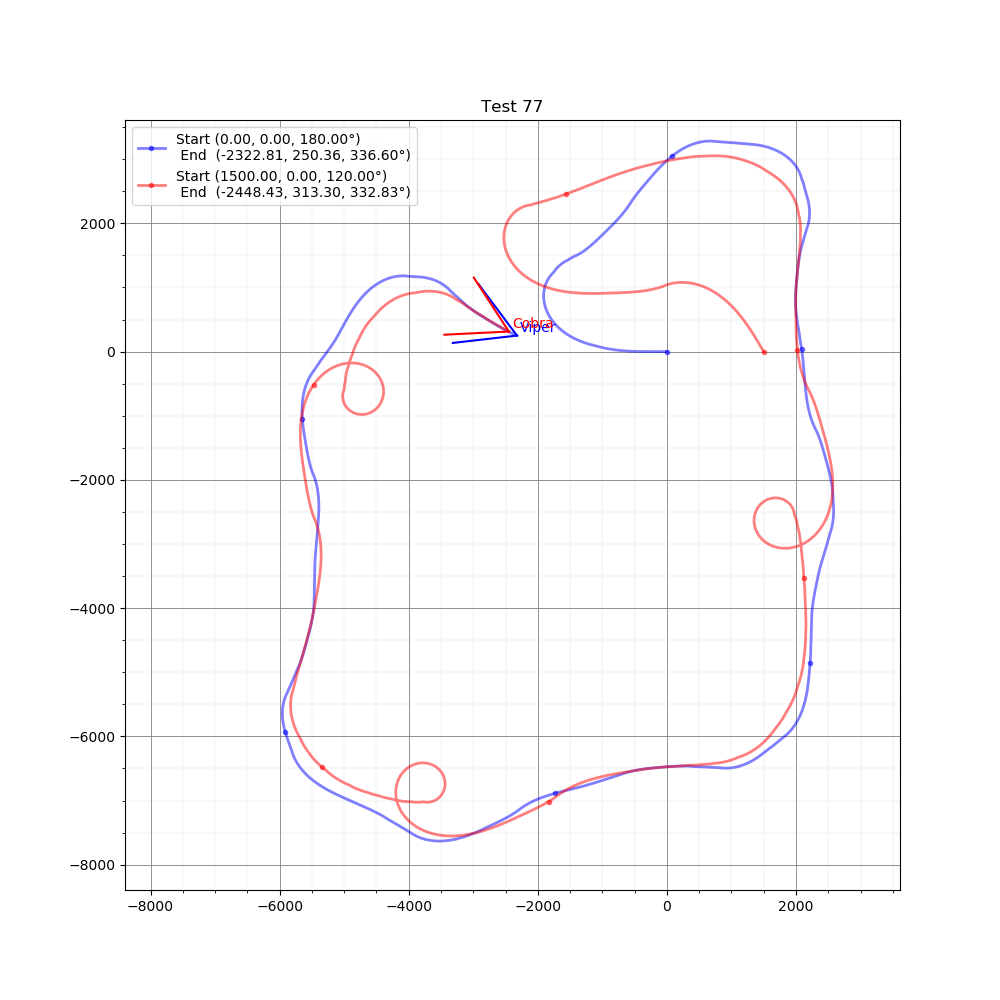 Test 77
Start (0.00, 0.00, 180.00°)
End (-2322.81, 250.36, 336.60°)
Start (1500.00, 0.00, 120.00°)
End (-2448.43, 313.30, 332.83°)
2000
0
−2000
−4000
−6000
−8000
Cobra
Viper
−8000
−6000
−4000
−2000
0
2000